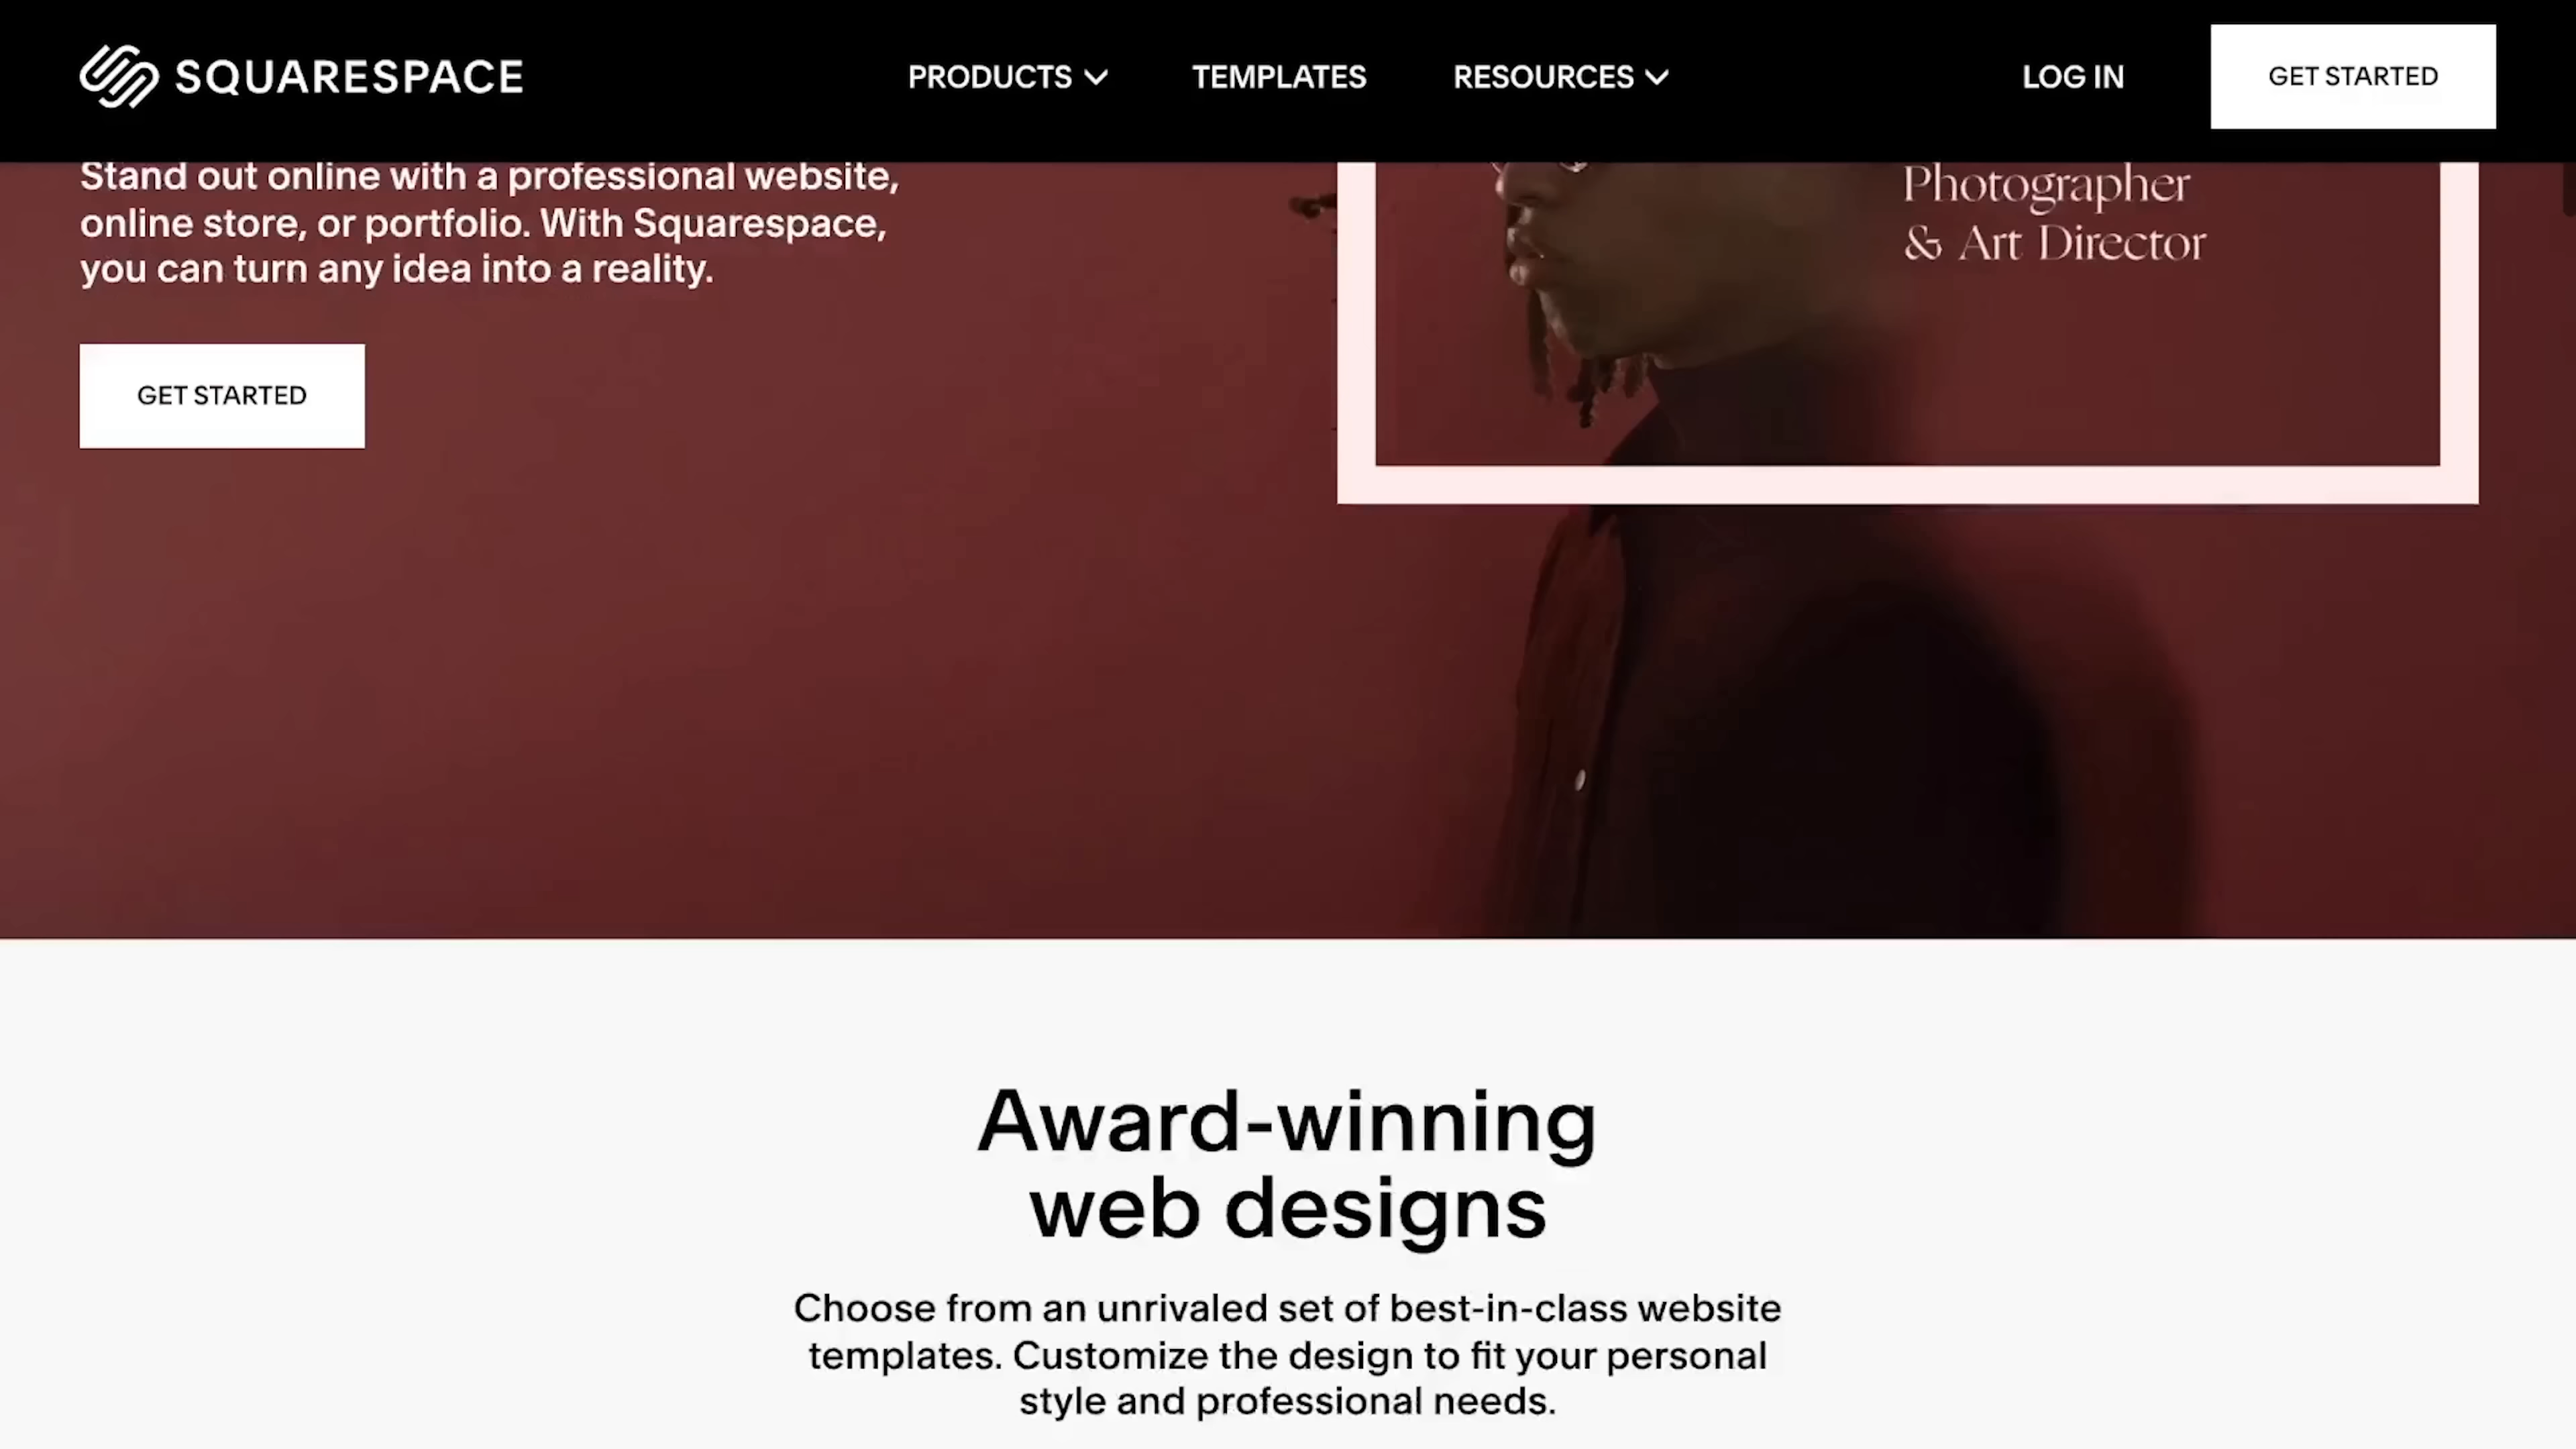 SQUARESPACE
PRODUCTS
TEMPLATES
RESOURCES
LOG IN
GET STARTED
Stand out online with a professional website,
online store, or portfolio. With Squarespace,
you can turn any idea into a reality.
GET STARTED
Photographer
& Art Director
Award-winning
web designs
Choose from an unrivaled set of best-in-class website
templates. Customize the design to fit your personal
style and professional needs.